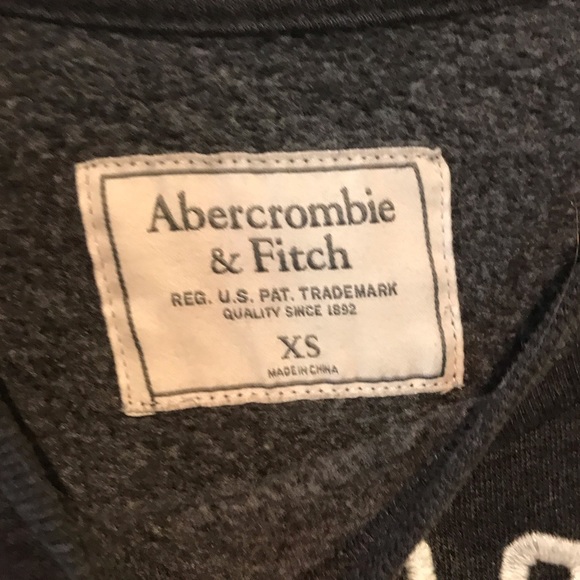 Abercrombie
& Fitch
REG. U.S. PAT. TRADEMARK
QUALITY SINCE 1892
XS
MADE IN CHINA